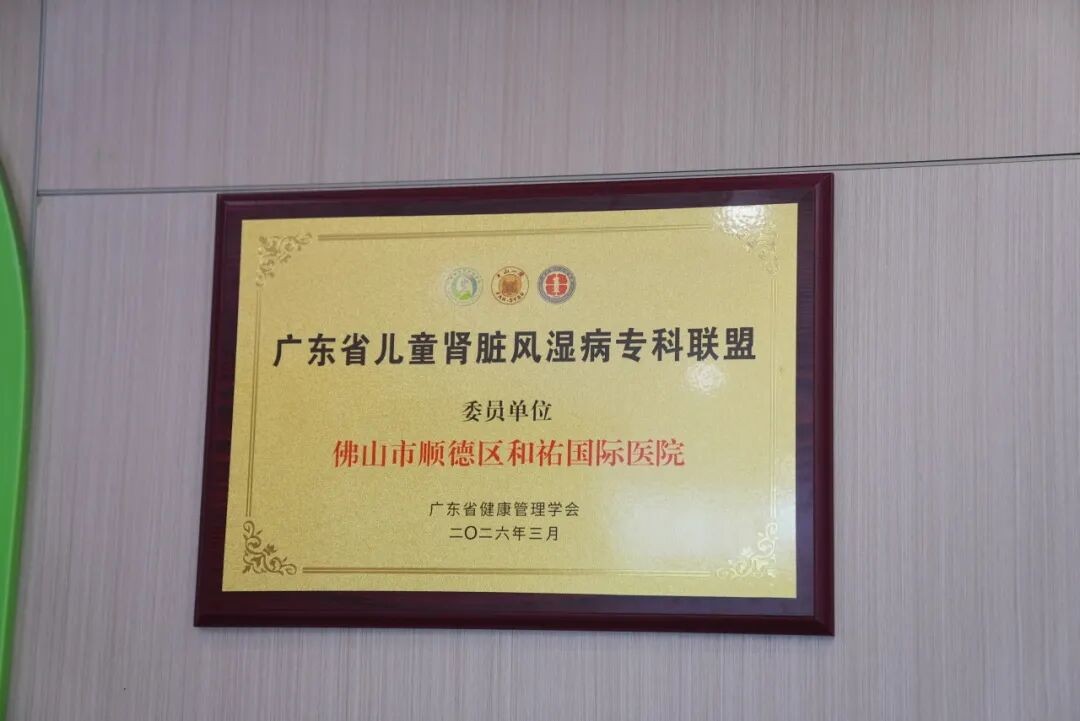 广东省儿童肾脏风湿病专科联盟
委员单位
佛山市顺德区和祐国际医院
广东省健康管理学会
二〇二六年三月